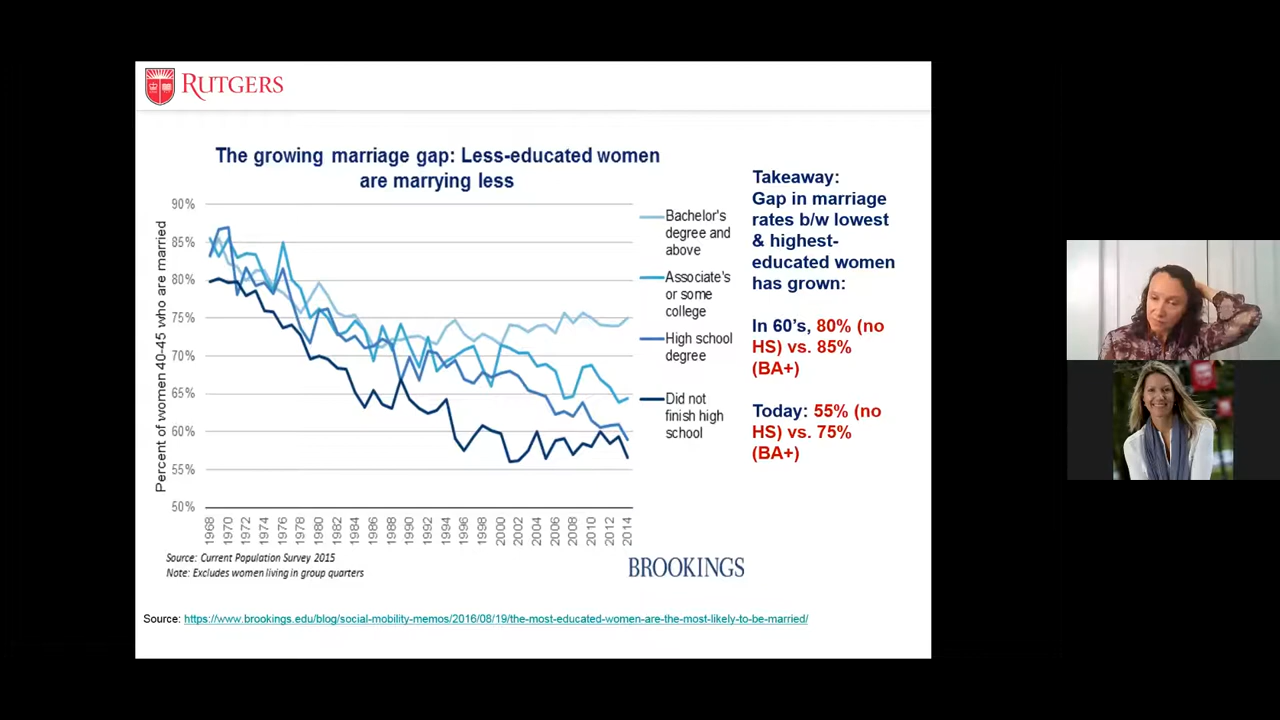 RUTGERS
The growing marriage gap: Less-educated women
are marrying less
Percent of women 40-45 who are married
90%
85%
80%
75%
70%
65%
60%
55%
50%
1968
1970
1972
1974
1976
1978
1980
1982
1984
1986
1988
1990
1992
1994
1996
1998
2000
2002
2004
2006
2008
2010
2012
2014
Bachelor's
degree and
above
Associate's
or some
college
High school
degree
Did not
finish high
school
Source: Current Population Survey 2015
Note: Excludes women living in group quarters
BROOKINGS
Takeaway:
Gap in marriage
rates b/w lowest
& highest-
educated women
has grown:
In 60's, 80% (no
HS) vs. 85%
(BA+)
Today: 55% (no
HS) vs. 75%
(BA+)
Source: https://www.brookings.edu/blog/social-mobility-memos/2016/08/19/the-most-educated-women-are-the-most-likely-to-be-married/